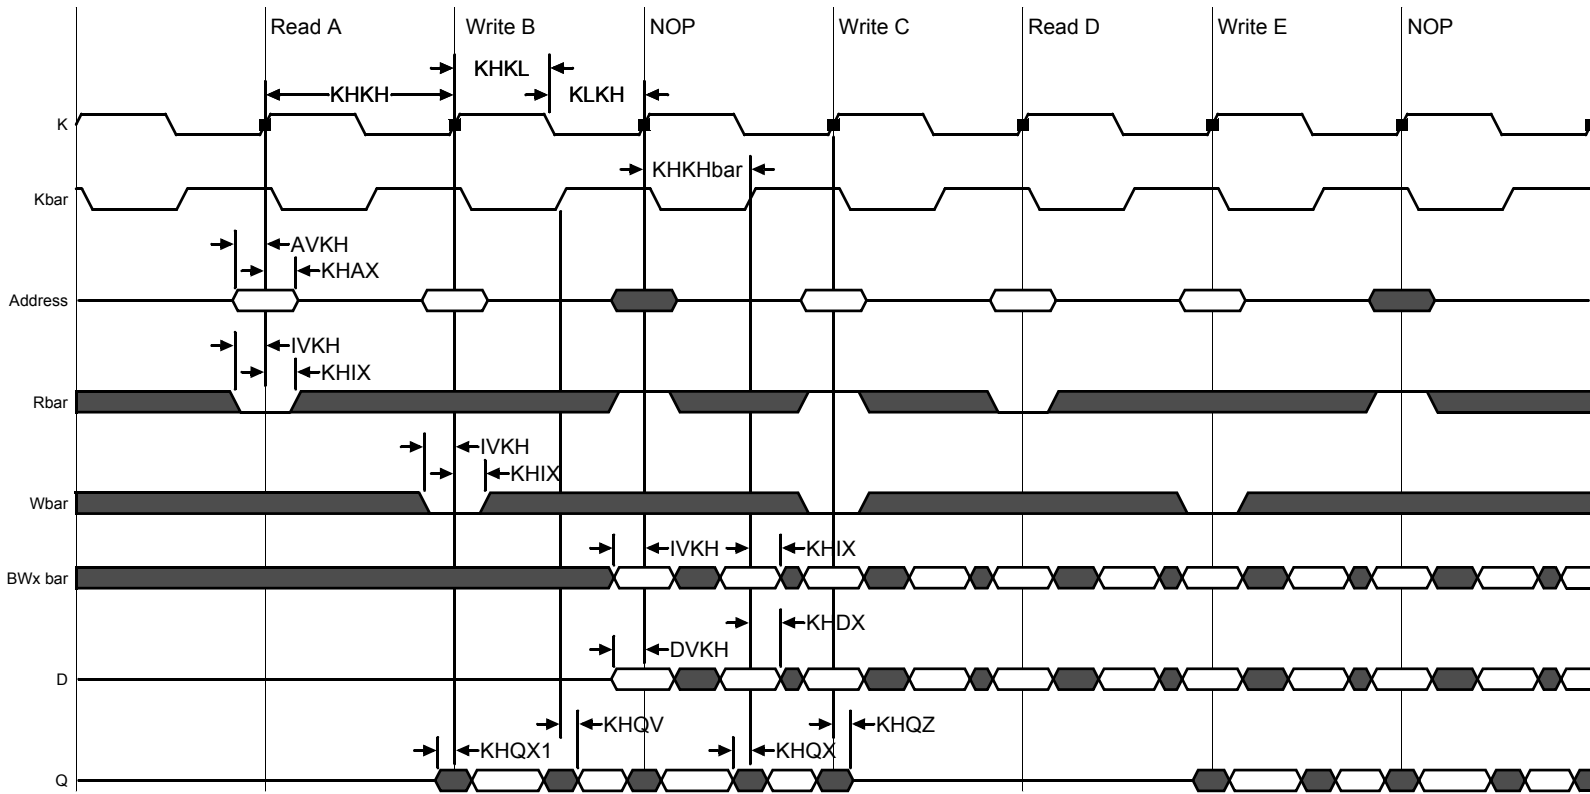 Read A Write B NOP Write C Read D Write E NOP
KHKL
KHKH KLKH
K
KHKHbar
Kbar
AVKH
KHAX
Address
IVKH
KHIX
Rbar
IVKH
KHIX
Wbar
IVKH KHIX
BWx bar
KHDX
DVKH
D
KHQV KHQZ
KHQX1 KHQX
Q